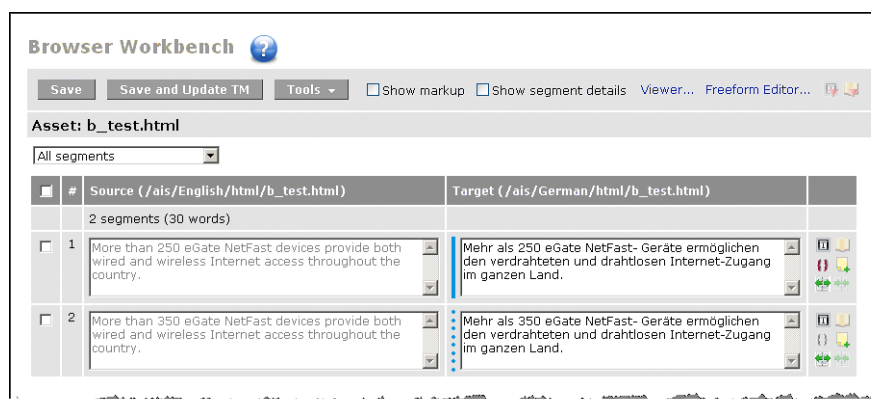 Browser Workbench ?
Save Save and Update TM Tools Show markup Show segment details Viewer... Freeform Editor...
Asset: b_test.html
All segments
# Source (/ais/English/html/b_test.html) Target (/ais/German/html/b_test.html)
2 segments (30 words)
1
More than 250 eGate NetFast devices provide both
wired and wireless Internet access throughout the
country.
Mehr als 250 eGate NetFast- Geräte ermöglichen
den verdrahteten und drahtlosen Internet-Zugang
im ganzen Land.
2
More than 350 eGate NetFast devices provide both
wired and wireless Internet access throughout the
country.
Mehr als 350 eGate NetFast- Geräte ermöglichen
den verdrahteten und drahtlosen Internet-Zugang
im ganzen Land.